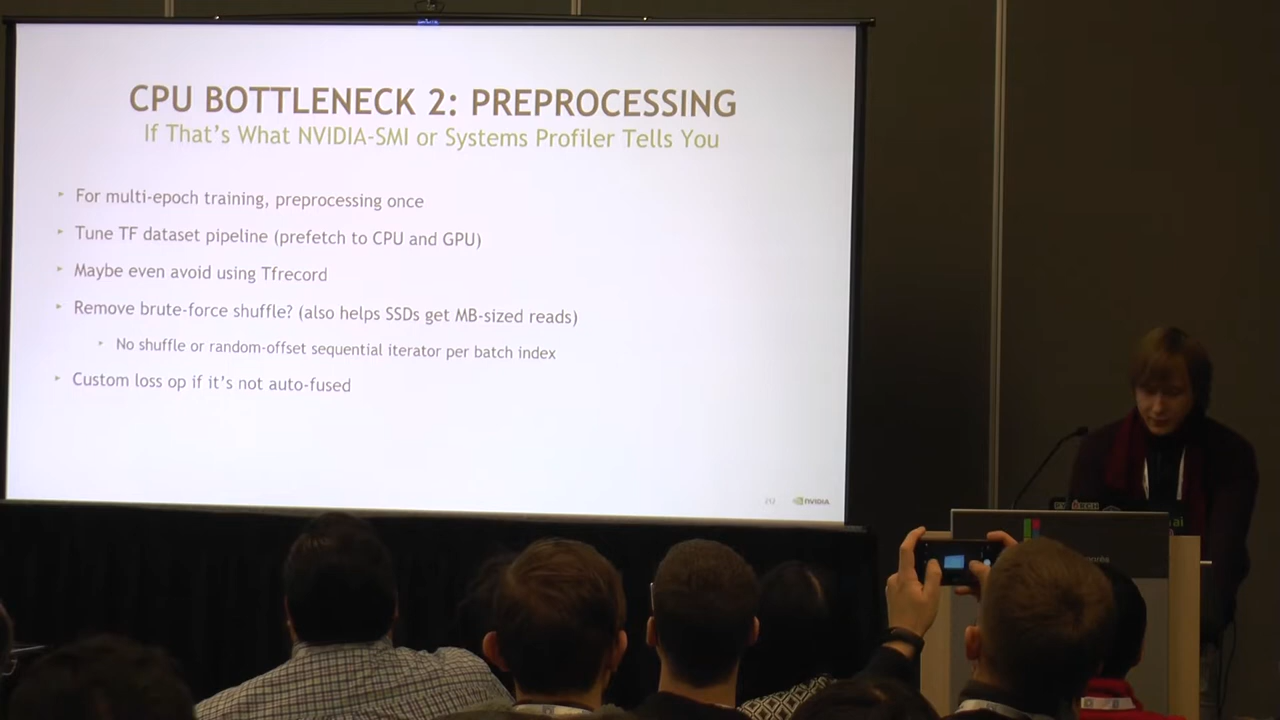 CPU BOTTLENECK 2: PREPROCESSING
If That's What NVIDIA-SMI or Systems Profiler Tells You
For multi-epoch training, preprocessing once
Tune TF dataset pipeline (prefetch to CPU and GPU)
Maybe even avoid using Tfrecord
Remove brute-force shuffle? (also helps SSDs get MB-sized reads)
No shuffle or random-offset sequential iterator per batch index
Custom loss op if it's not auto-fused
NVIDIA